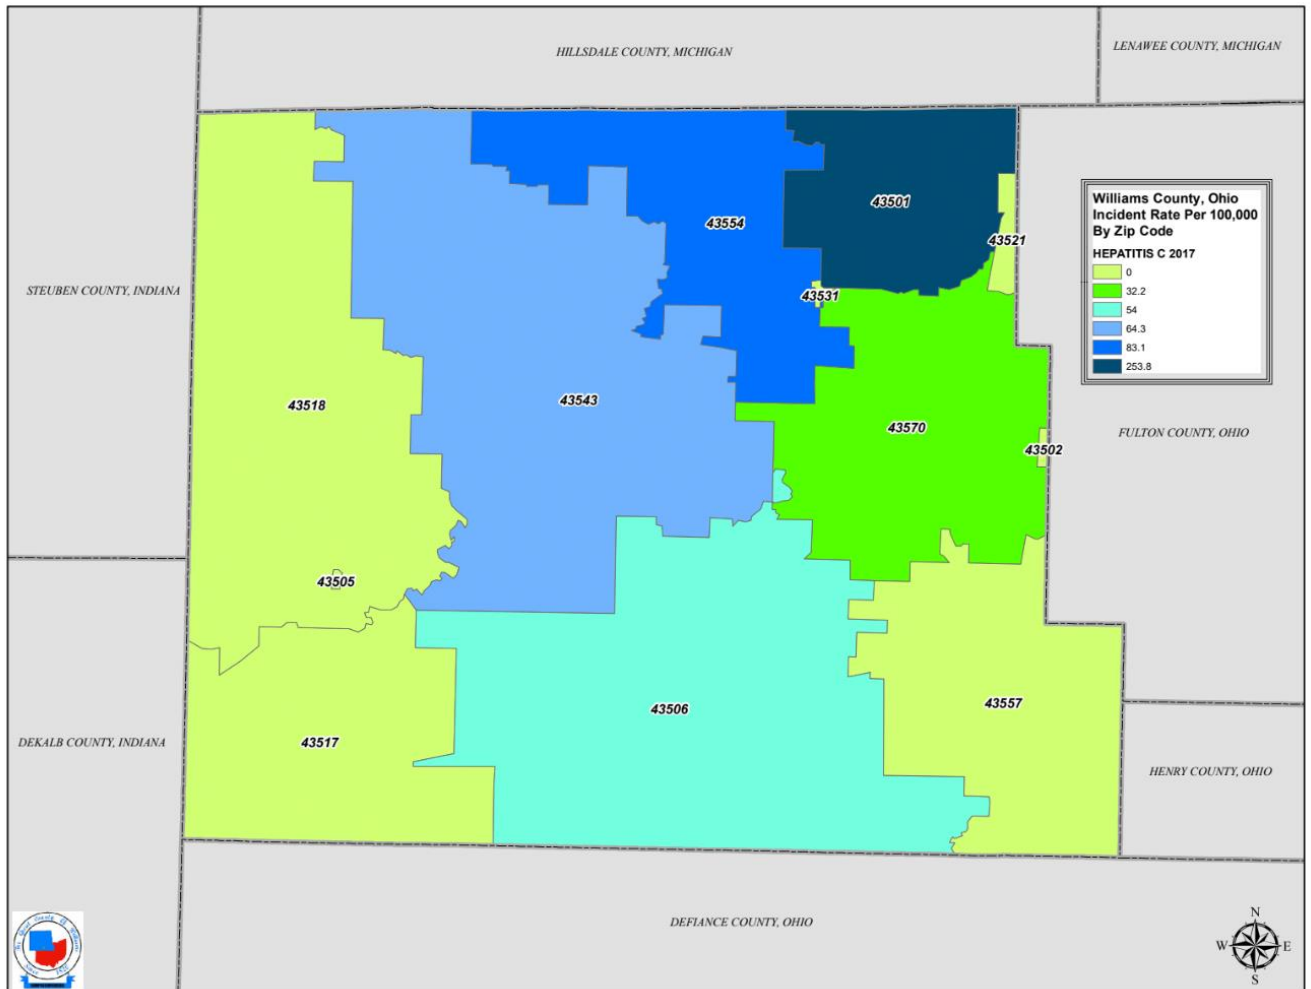 HILLSDALE COUNTY, MICHIGAN
LENAWEE COUNTY, MICHIGAN
43501
Williams County, Ohio
Incident Rate Per 100,000
By Zip Code
HEPATITIS C 2017
0
32.2
54
64.3
83.1
253.8
43554
43521
STEUBEN COUNTY, INDIANA
43531
43518
43543
43570
FULTON COUNTY, OHIO
43502
43505
43506
43557
DEKALB COUNTY, INDIANA
43517
HENRY COUNTY, OHIO
DEFIANCE COUNTY, OHIO
N
W
E
S